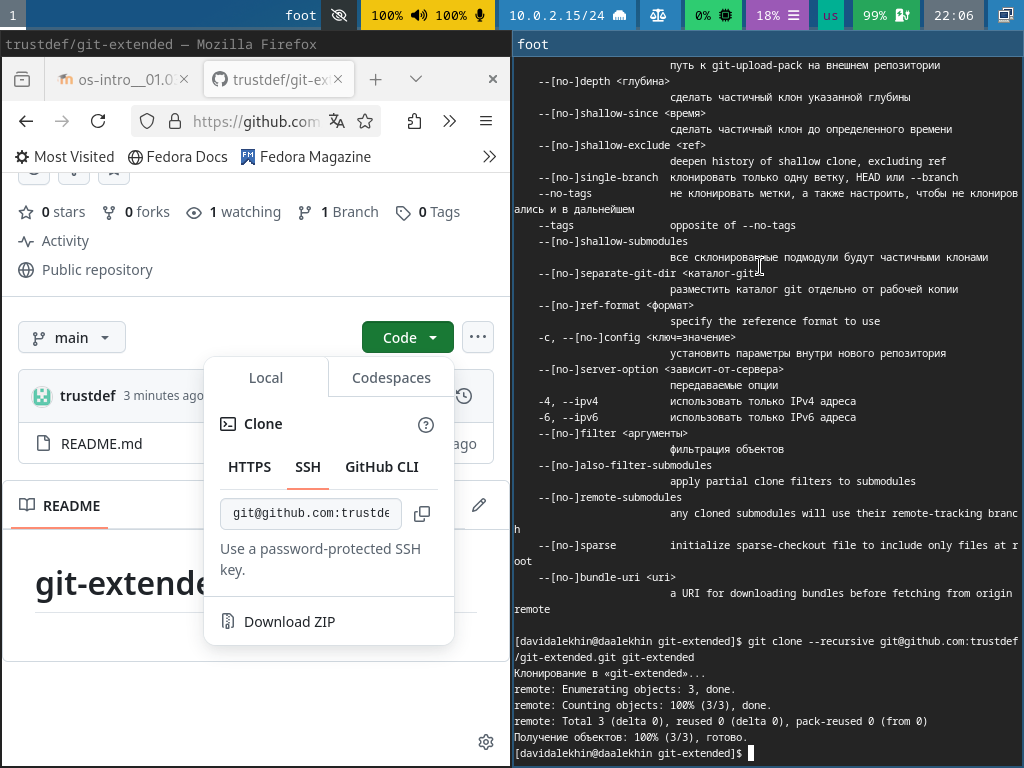 1
foot
100%
100%
10.0.2.15/24
0%
18%
us
99%
22:06
trustdef/git-extended — Mozilla Firefox
os-intro__01.0
trustdef/git-ex
https://github.com
Most Visited
Fedora Docs
Fedora Magazine
0 stars
0 forks
1 watching
1 Branch
0 Tags
Activity
Public repository
main
Code
trustdef
3 minutes ago
README.md
ago
Local
Codespaces
Clone
HTTPS
SSH
GitHub CLI
git@github.com:trustde
Use a password-protected SSH
key.
Download ZIP
README
git-extende
foot
путь к git-upload-pack на внешнем репозитории
--[no-]depth <глубина>
сделать частичный клон указанной глубины
--[no-]shallow-since <время>
сделать частичный клон до определенного времени
--[no-]shallow-exclude <ref>
deepen history of shallow clone, excluding ref
--[no-]single-branch  клонировать только одну ветку, HEAD или --branch
--no-tags             не клонировать метки, а также настроить, чтобы не клониров
ались и в дальнейшем
--tags                opposite of --no-tags
--[no-]shallow-submodules
все склонированные подмодули будут частичными клонами
--[no-]separate-git-dir <каталог-git>
разместить каталог git отдельно от рабочей копии
--[no-]ref-format <формат>
specify the reference format to use
-c, --[no-]config <ключ=значение>
установить параметры внутри нового репозитория
--[no-]server-option <зависит-от-сервера>
передаваемые опции
-4, --ipv4            использовать только IPv4 адреса
-6, --ipv6            использовать только IPv6 адреса
--[no-]filter <аргументы>
фильтрация объектов
--[no-]also-filter-submodules
apply partial clone filters to submodules
--[no-]remote-submodules
any cloned submodules will use their remote-tracking branc
h
--[no-]sparse         initialize sparse-checkout file to include only files at r
oot
--[no-]bundle-uri <uri>
a URI for downloading bundles before fetching from origin
remote
[davidalekhin@daalekhin git-extended]$ git clone --recursive git@github.com:trustdef
/git-extended.git git-extended
Клонирование в «git-extended»...
remote: Enumerating objects: 3, done.
remote: Counting objects: 100% (3/3), done.
remote: Total 3 (delta 0), reused 0 (delta 0), pack-reused 0 (from 0)
Получение объектов: 100% (3/3), готово.
[davidalekhin@daalekhin git-extended]$